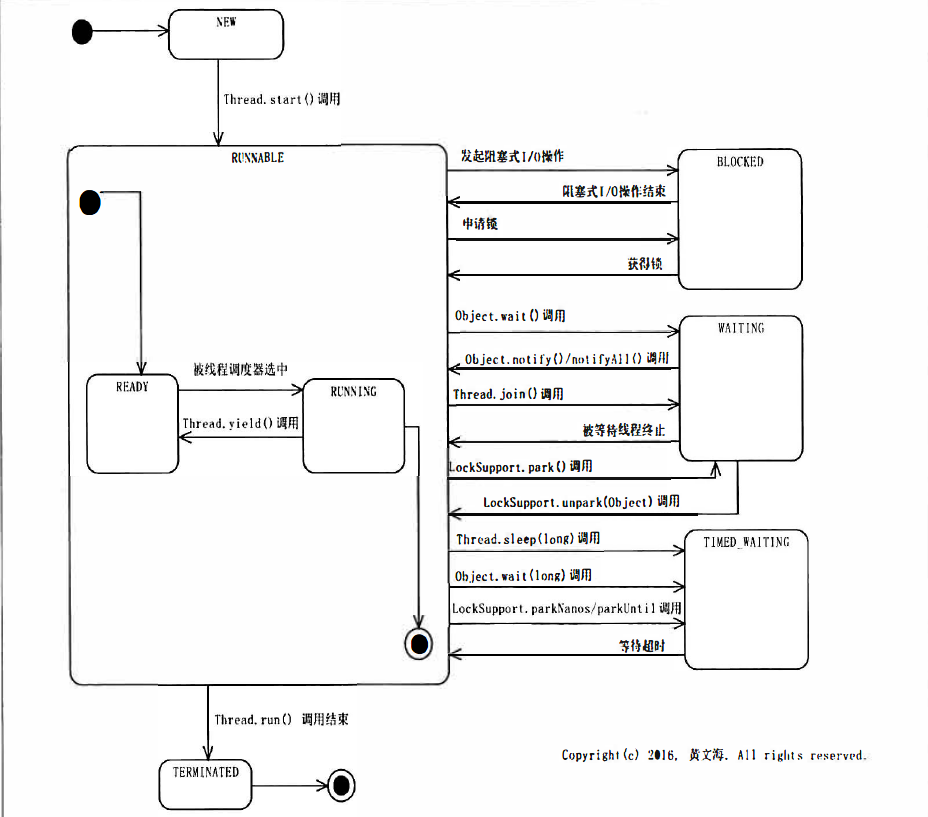 NEW
Thread.start()调用
RUNNABLE
发起阻塞式I/O操作
BLOCKED
阻塞式I/O操作结束
申请锁
获得锁
Object.wait()调用
WAITING
Object.notify()/notifyAll()调用
被线程调度器选中
READY
RUNNING
Thread.join()调用
Thread.yield()调用
被等待线程终止
LockSupport.park()调用
LockSupport.unpark(Object)调用
Thread.sleep(long)调用
TIMED_WAITING
Object.wait(long)调用
LockSupport.parkNanos/parkUntil调用
等待超时
Thread.run() 调用结束
Copyright(c) 2016, 黄文海. All rights reserved.
TERMINATED